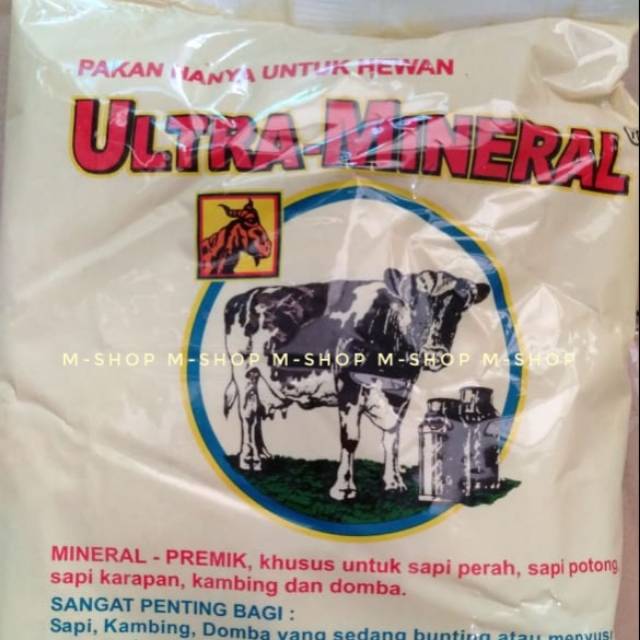 PAKAN HANYA UNTUK HEWAN
ULTRA-MINERAL
M-SHOP M-SHOP M-SHOP M-SHOP M-SHOP
MINERAL - PREMIK, khusus untuk sapi perah, sapi potong,
sapi karapan, kambing dan domba.
SANGAT PENTING BAGI :
Sapi, Kambing, Domba yang sedang bunting atau menyusui